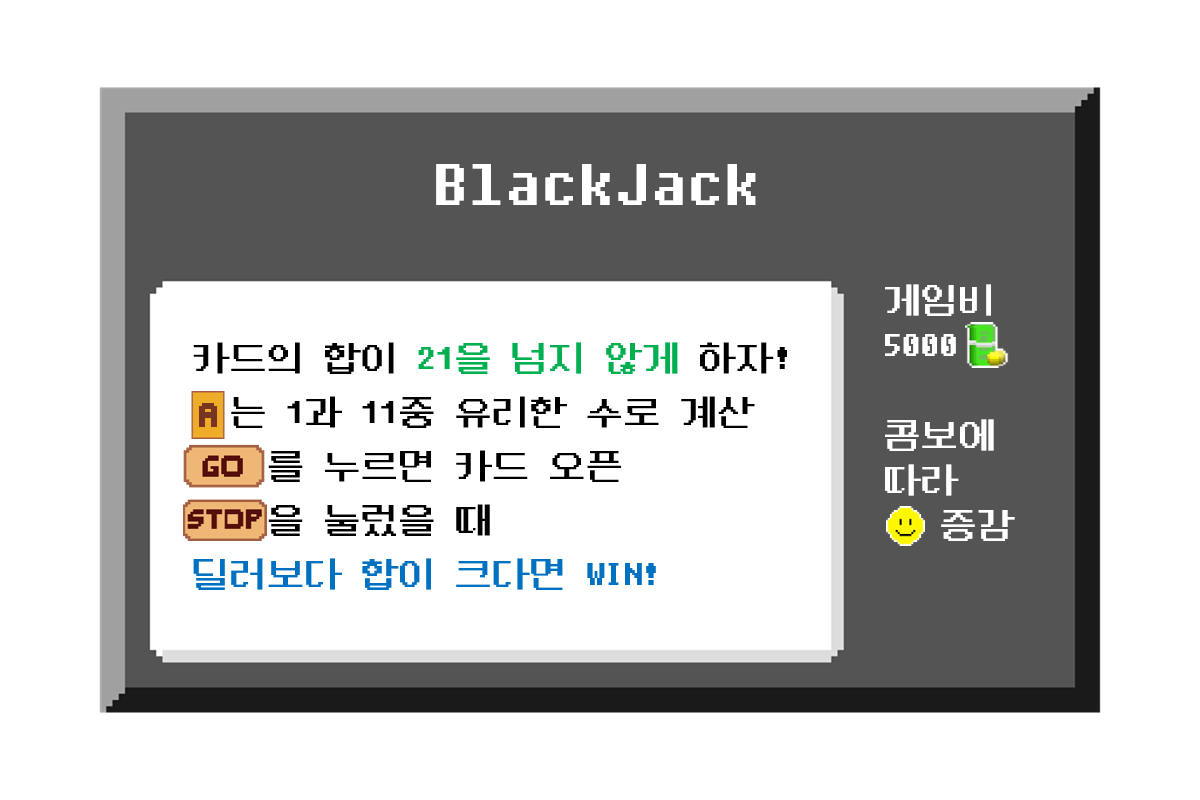 BlackJack
카드의 합이 21을 넘지 않게 하자!
A는 1과 11중 유리한 수로 계산
GO를 누르면 카드 오픈
STOP을 눌렀을 때
딜러보다 합이 크다면 WIN!
게임비
5000
콤보에
따라
증감